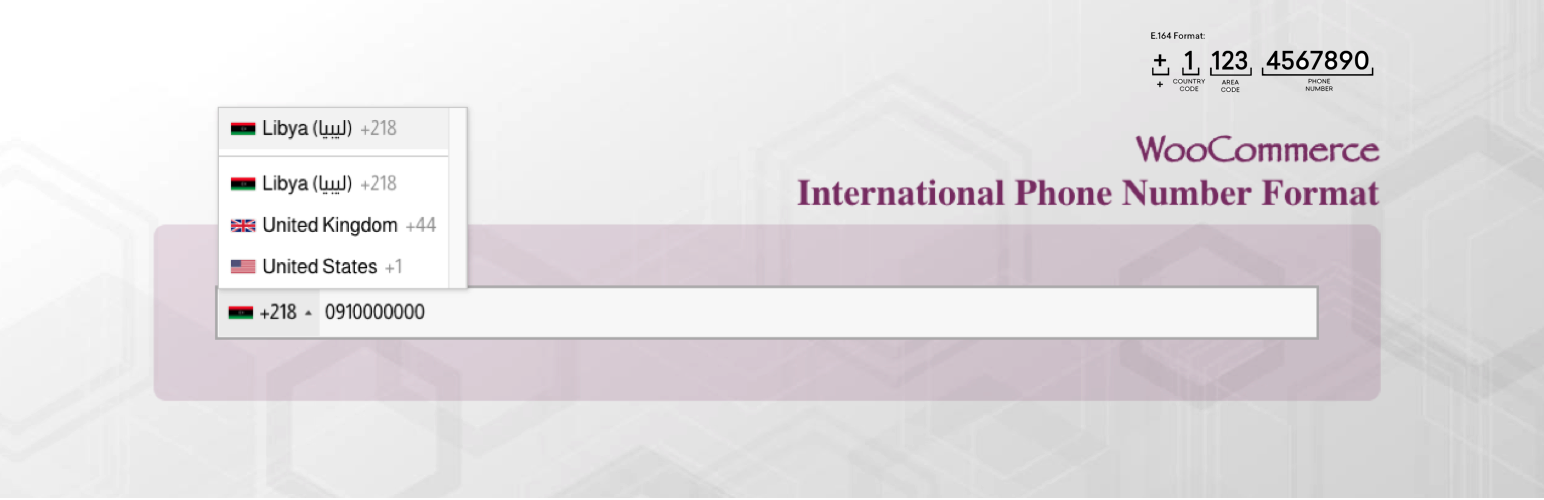 E.164 Format:
+ 1 123 4567890
+ COUNTRY CODE AREA CODE PHONE NUMBER
WooCommerce
International Phone Number Format
Libya (ليبيا) +218
Libya (ليبيا) +218
United Kingdom +44
United States +1
+218 0910000000